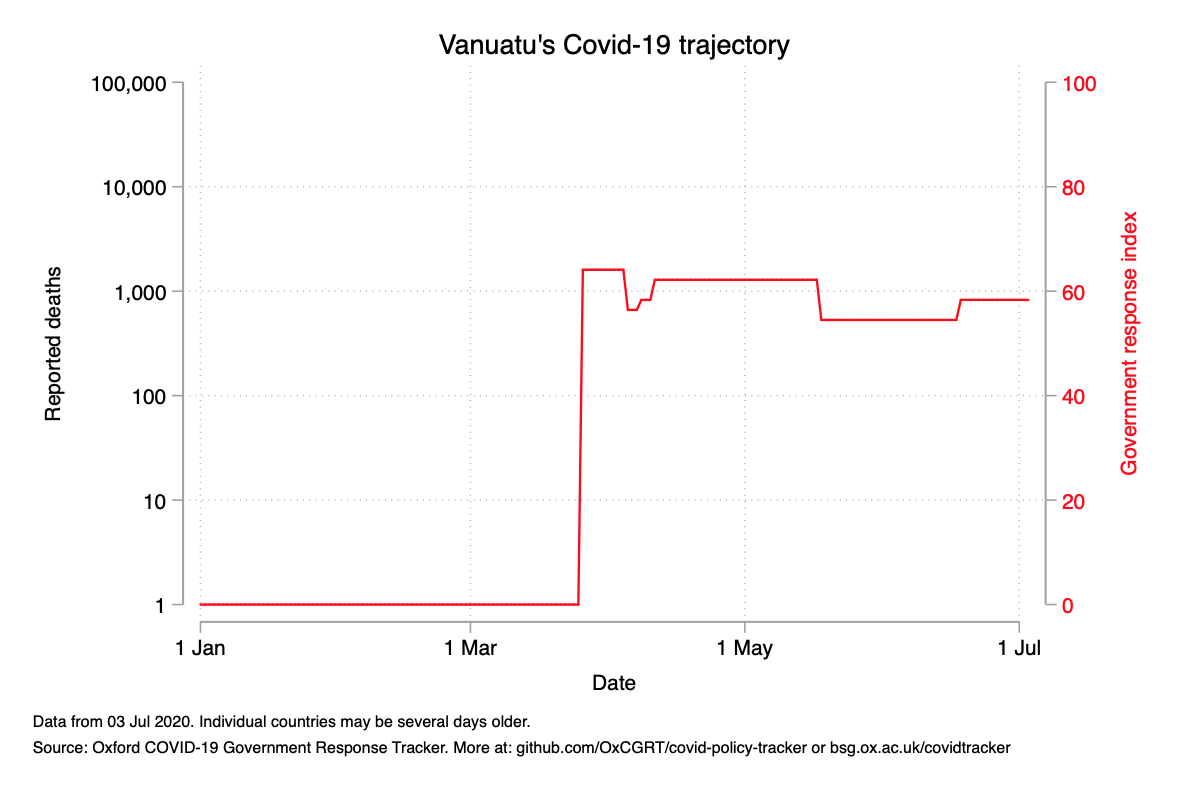 Vanuatu's Covid-19 trajectory
100,000
10,000
1,000
100
10
1
Reported deaths
100
80
60
40
20
0
Government response index
1 Jan
1 Mar
1 May
1 Jul
Date
Data from 03 Jul 2020. Individual countries may be several days older.
Source: Oxford COVID-19 Government Response Tracker. More at: github.com/OxCGRT/covid-policy-tracker or bsg.ox.ac.uk/covidtracker